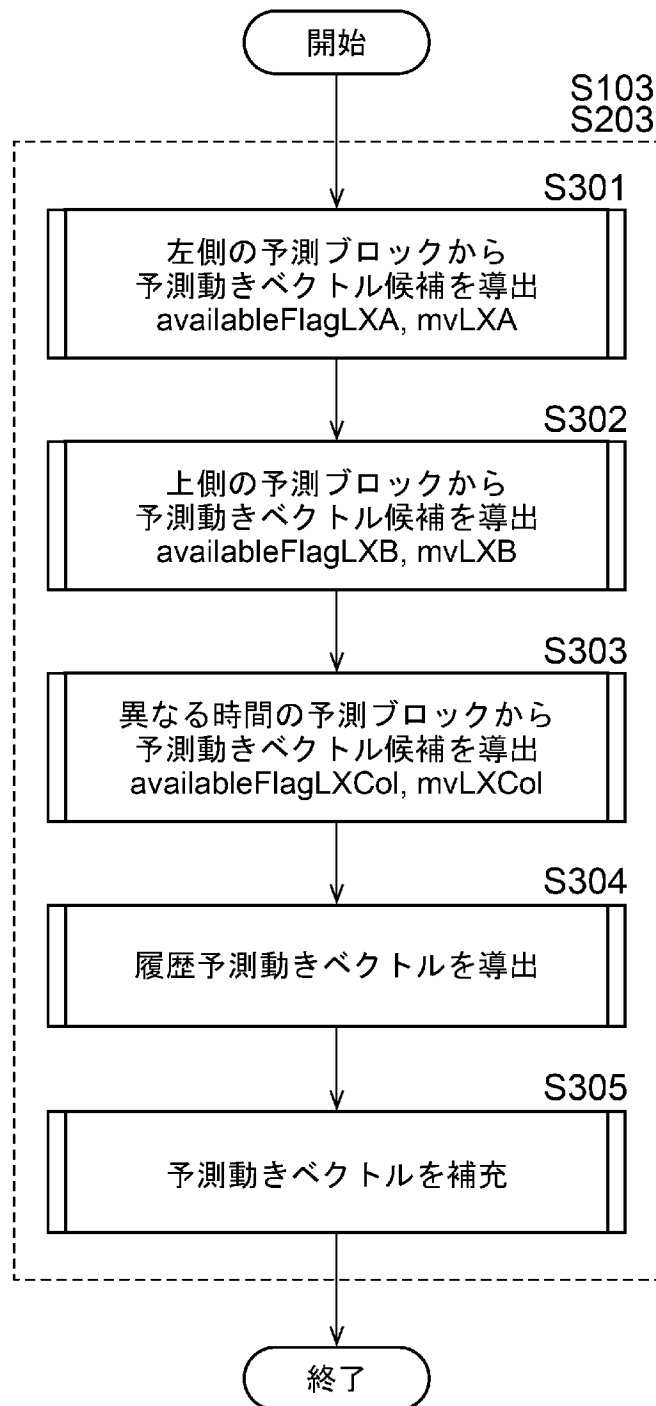 開始
S103
S203
S301
左側の予測ブロックから
予測動きベクトル候補を導出
availableFlagLXA, mvLXA
S302
上側の予測ブロックから
予測動きベクトル候補を導出
availableFlagLXB, mvLXB
S303
異なる時間の予測ブロックから
予測動きベクトル候補を導出
availableFlagLXCol, mvLXCol
S304
履歴予測動きベクトルを導出
S305
予測動きベクトルを補充
終了